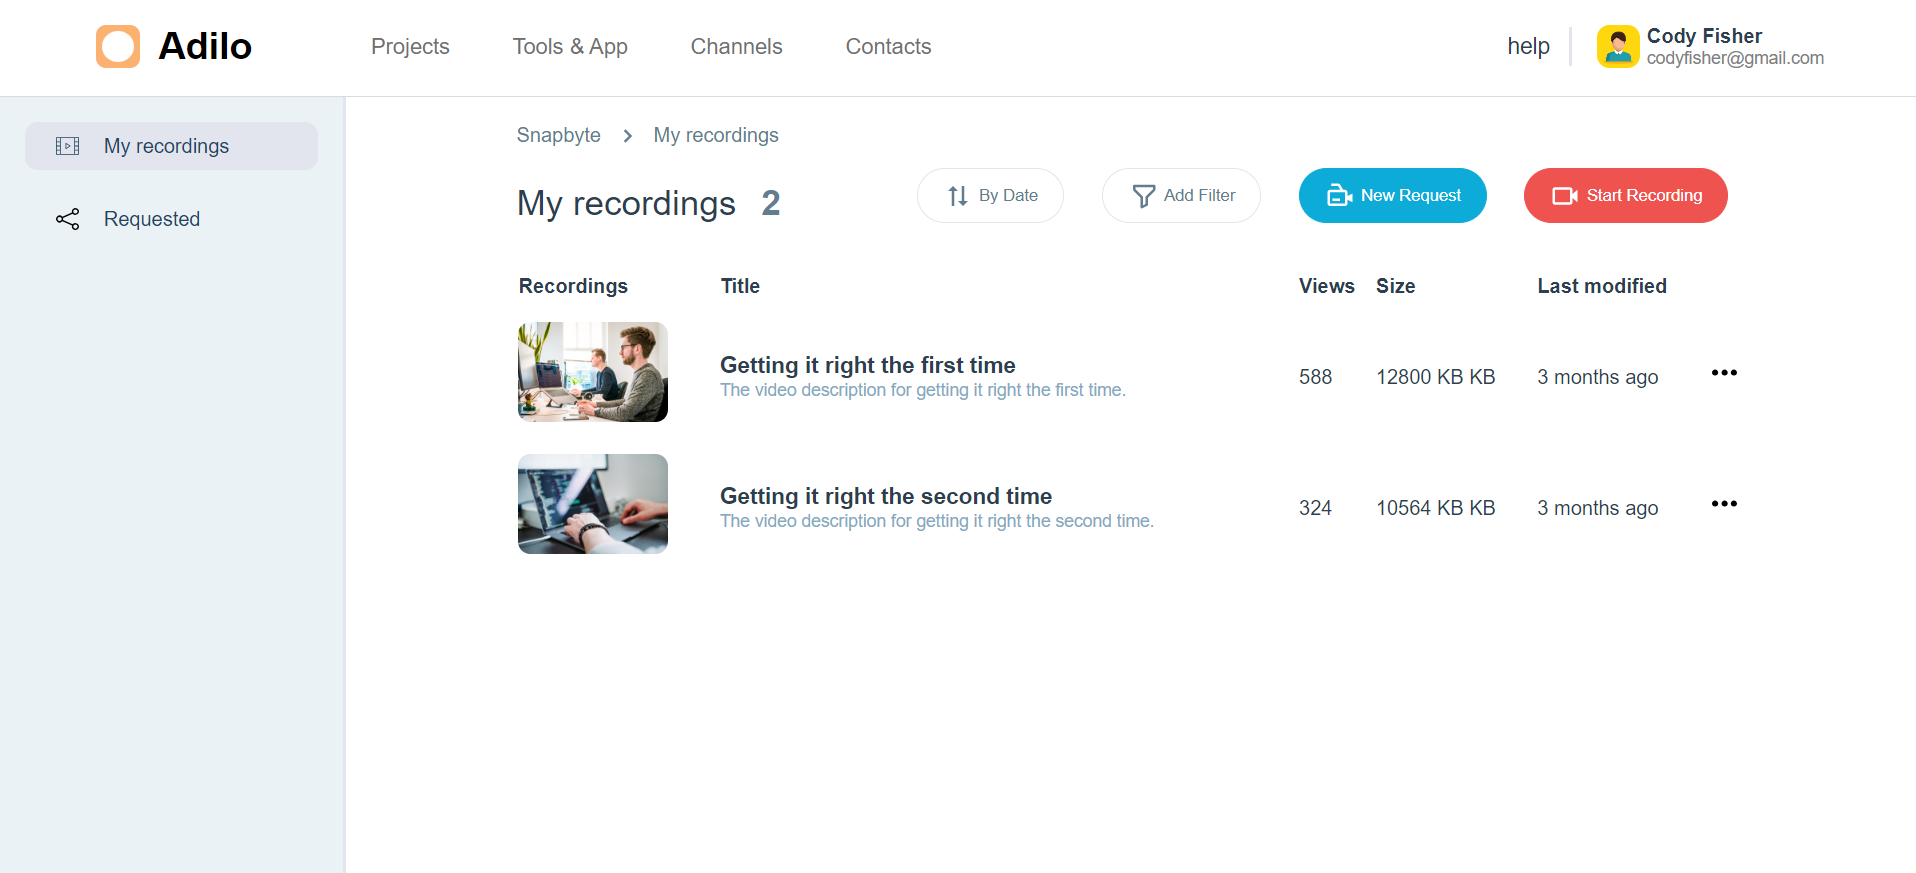 Adilo
Projects
Tools & App
Channels
Contacts
help
Cody Fisher
codyfisher@gmail.com
My recordings
Requested
Snapbyte
My recordings
My recordings 2
By Date
Add Filter
New Request
Start Recording
Recordings
Title
Views
Size
Last modified
Getting it right the first time
The video description for getting it right the first time.
588
12800 KB KB
3 months ago
Getting it right the second time
The video description for getting it right the second time.
324
10564 KB KB
3 months ago